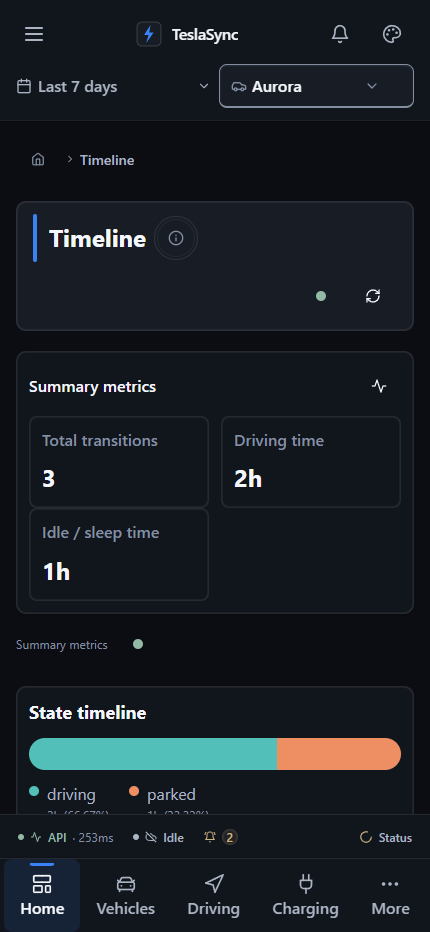 TeslaSync
Last 7 days
Aurora
Timeline
Timeline
Summary metrics
Total transitions
Driving time
3
2h
Idle / sleep time
1h
Summary metrics
State timeline
driving
parked
API · 253ms
Idle
2
Status
Home
Vehicles
Driving
Charging
More